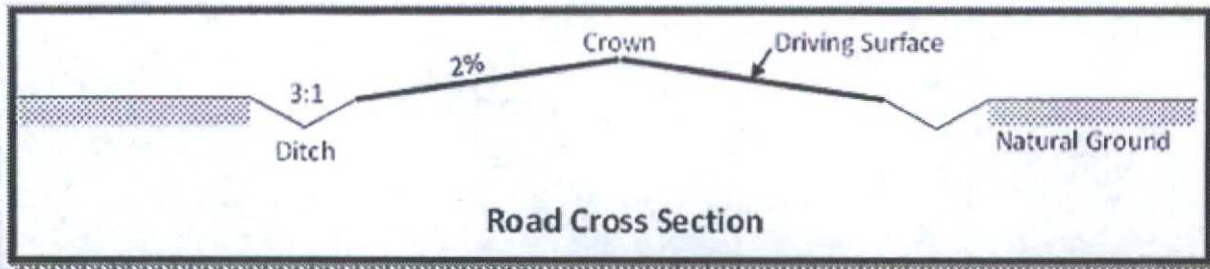 Crown
Driving Surface
2%
3:1
Ditch
Natural Ground
Road Cross Section